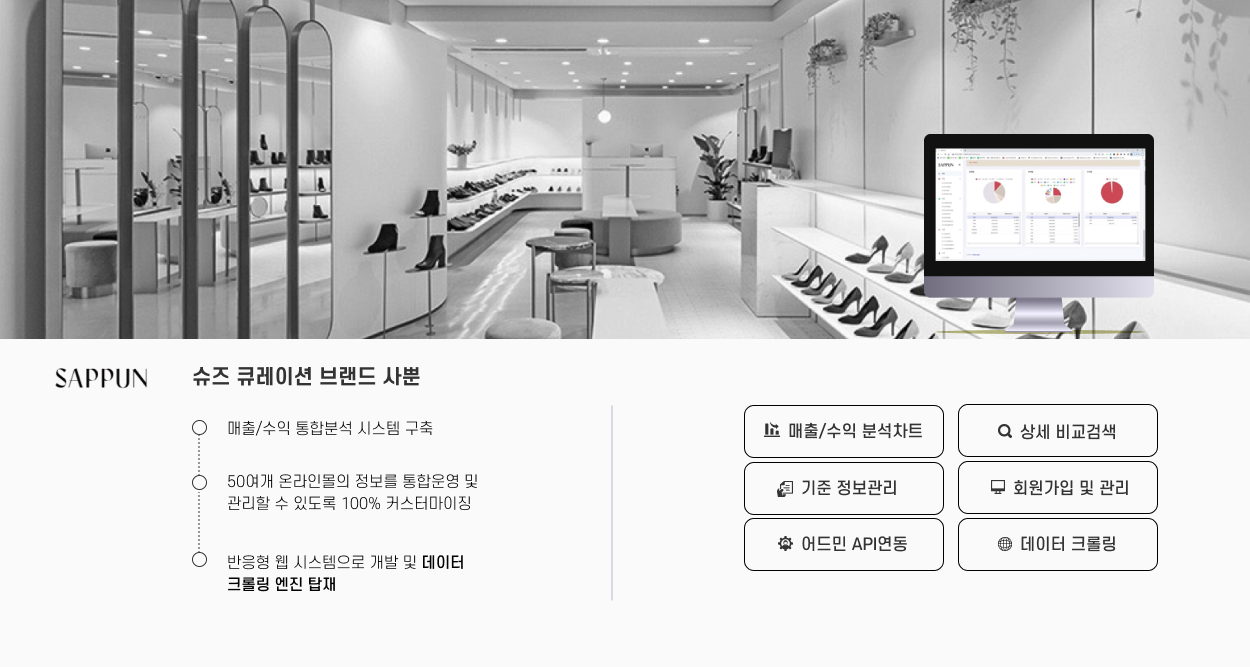 SAPPUN
SAPPUN
슈즈 큐레이션 브랜드 사뿐
매출/수익 통합분석 시스템 구축
50여개 온라인몰의 정보를 통합운영 및
관리할 수 있도록 100% 커스터마이징
반응형 웹 시스템으로 개발 및 데이터
크롤링 엔진 탑재
매출/수익 분석차트
상세 비교검색
기준 정보관리
회원가입 및 관리
어드민 API연동
데이터 크롤링